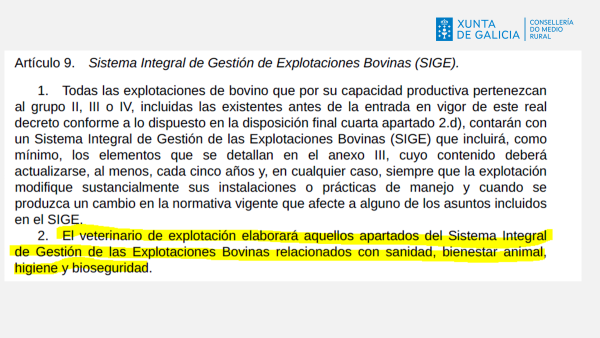 XUNTA
DE GALICIA
CONSELLERÍA
DO MEDIO
RURAL
Artículo 9. Sistema Integral de Gestión de Explotaciones Bovinas (SIGE).
1. Todas las explotaciones de bovino que por su capacidad productiva pertenezcan
al grupo II, III o IV, incluidas las existentes antes de la entrada en vigor de este real
decreto conforme a lo dispuesto en la disposición final cuarta apartado 2.d), contarán con
un Sistema Integral de Gestión de las Explotaciones Bovinas (SIGE) que incluirá, como
mínimo, los elementos que se detallan en el anexo III, cuyo contenido deberá
actualizarse, al menos, cada cinco años y, en cualquier caso, siempre que la explotación
modifique sustancialmente sus instalaciones o prácticas de manejo y cuando se
produzca un cambio en la normativa vigente que afecte a alguno de los asuntos incluidos
en el SIGE.
2. El veterinario de explotación elaborará aquellos apartados del Sistema Integral
de Gestión de las Explotaciones Bovinas relacionados con sanidad, bienestar animal,
higiene y bioseguridad.